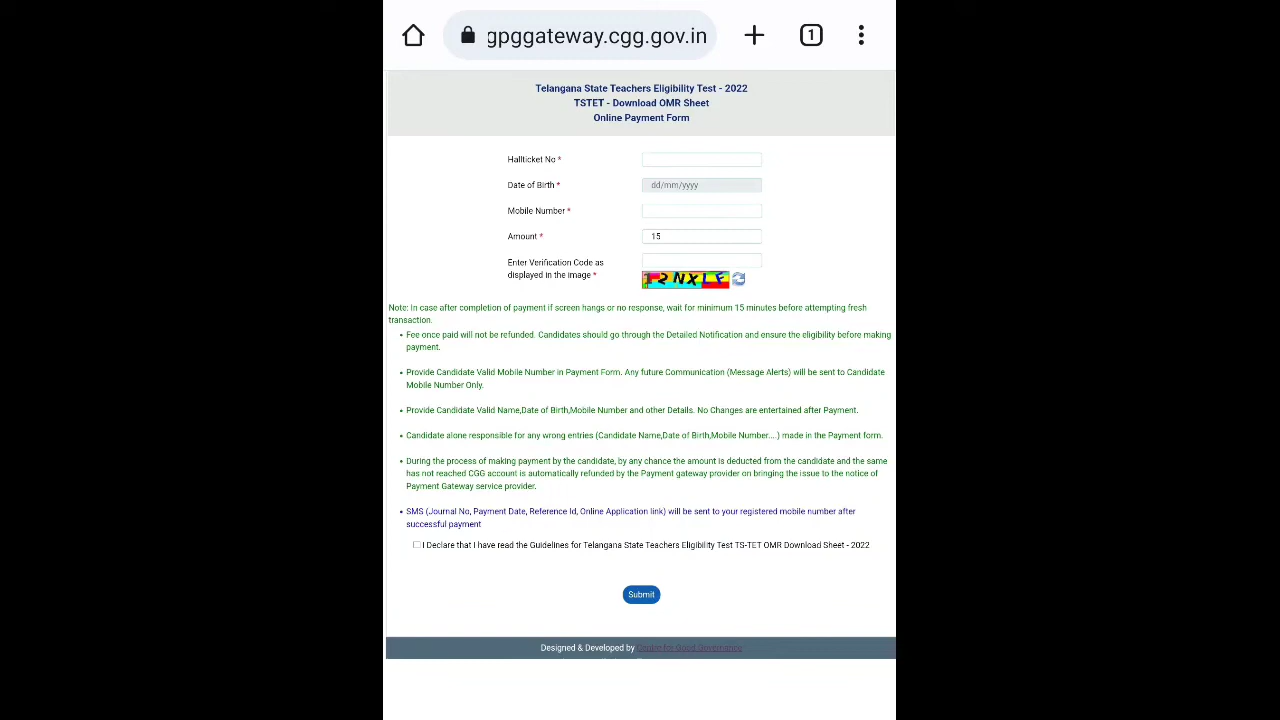 gpggateway.cgg.gov.in
1
Telangana State Teachers Eligibility Test - 2022
TSTET - Download OMR Sheet
Online Payment Form
Hallticket No *
Date of Birth * dd/mm/yyyy
Mobile Number *
Amount * 15
Enter Verification Code as
displayed in the image *
12NXLF
Note: In case after completion of payment if screen hangs or no response, wait for minimum 15 minutes before attempting fresh
transaction.
• Fee once paid will not be refunded. Candidates should go through the Detailed Notification and ensure the eligibility before making
payment.
• Provide Candidate Valid Mobile Number in Payment Form. Any future Communication (Message Alerts) will be sent to Candidate
Mobile Number Only.
• Provide Candidate Valid Name,Date of Birth,Mobile Number and other Details. No Changes are entertained after Payment.
• Candidate alone responsible for any wrong entries (Candidate Name,Date of Birth,Mobile Number....) made in the Payment form.
• During the process of making payment by the candidate, by any chance the amount is deducted from the candidate and the same
has not reached CGG account is automatically refunded by the Payment gateway provider on bringing the issue to the notice of
Payment Gateway service provider.
• SMS (Journal No, Payment Date, Reference Id, Online Application link) will be sent to your registered mobile number after
successful payment
I Declare that I have read the Guidelines for Telangana State Teachers Eligibility Test TS-TET OMR Download Sheet - 2022
Submit
Designed & Developed by Centre for Good Governance